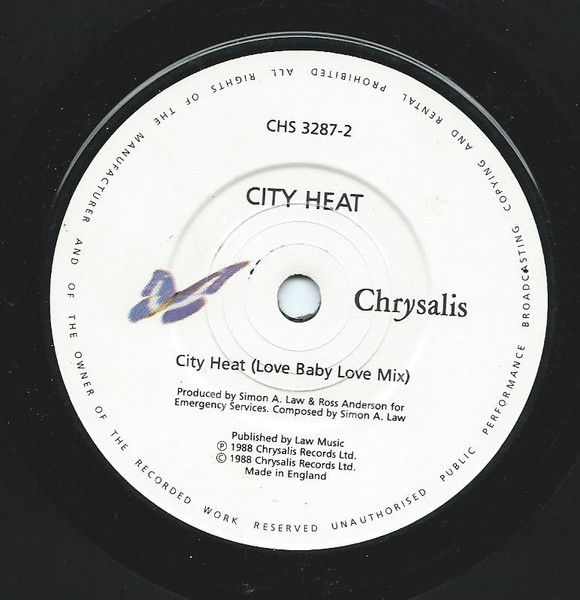 CHS 3287-2
CITY HEAT
Chrysalis
City Heat (Love Baby Love Mix)
Produced by Simon A. Law & Ross Anderson for
Emergency Services. Composed by Simon A. Law
Published by Law Music
℗ 1988 Chrysalis Records Ltd.
© 1988 Chrysalis Records Ltd.
Made in England
ALL RIGHTS OF THE MANUFACTURER AND OF THE OWNER OF THE RECORDED WORK RESERVED UNAUTHORISED PUBLIC PERFORMANCE BROADCASTING COPYING AND RENTAL PROHIBITED